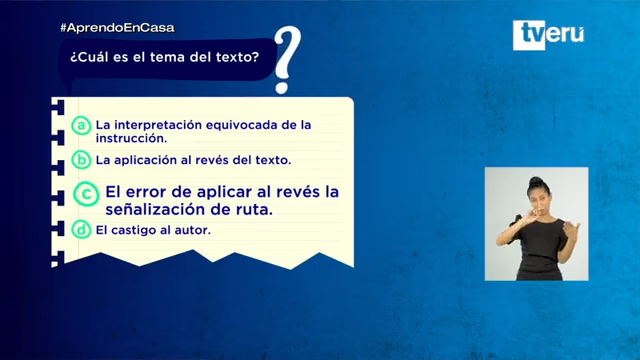 #AprendoEnCasa
tverú
¿Cuál es el tema del texto?
?
a La interpretación equivocada de la
instrucción.
b La aplicación al revés del texto.
c El error de aplicar al revés la
señalización de ruta.
d El castigo al autor.